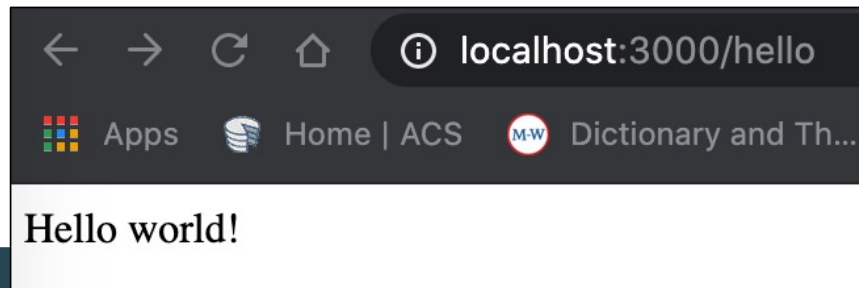 localhost:3000/hello
Apps Home | ACS M-W Dictionary and Th...
Hello world!